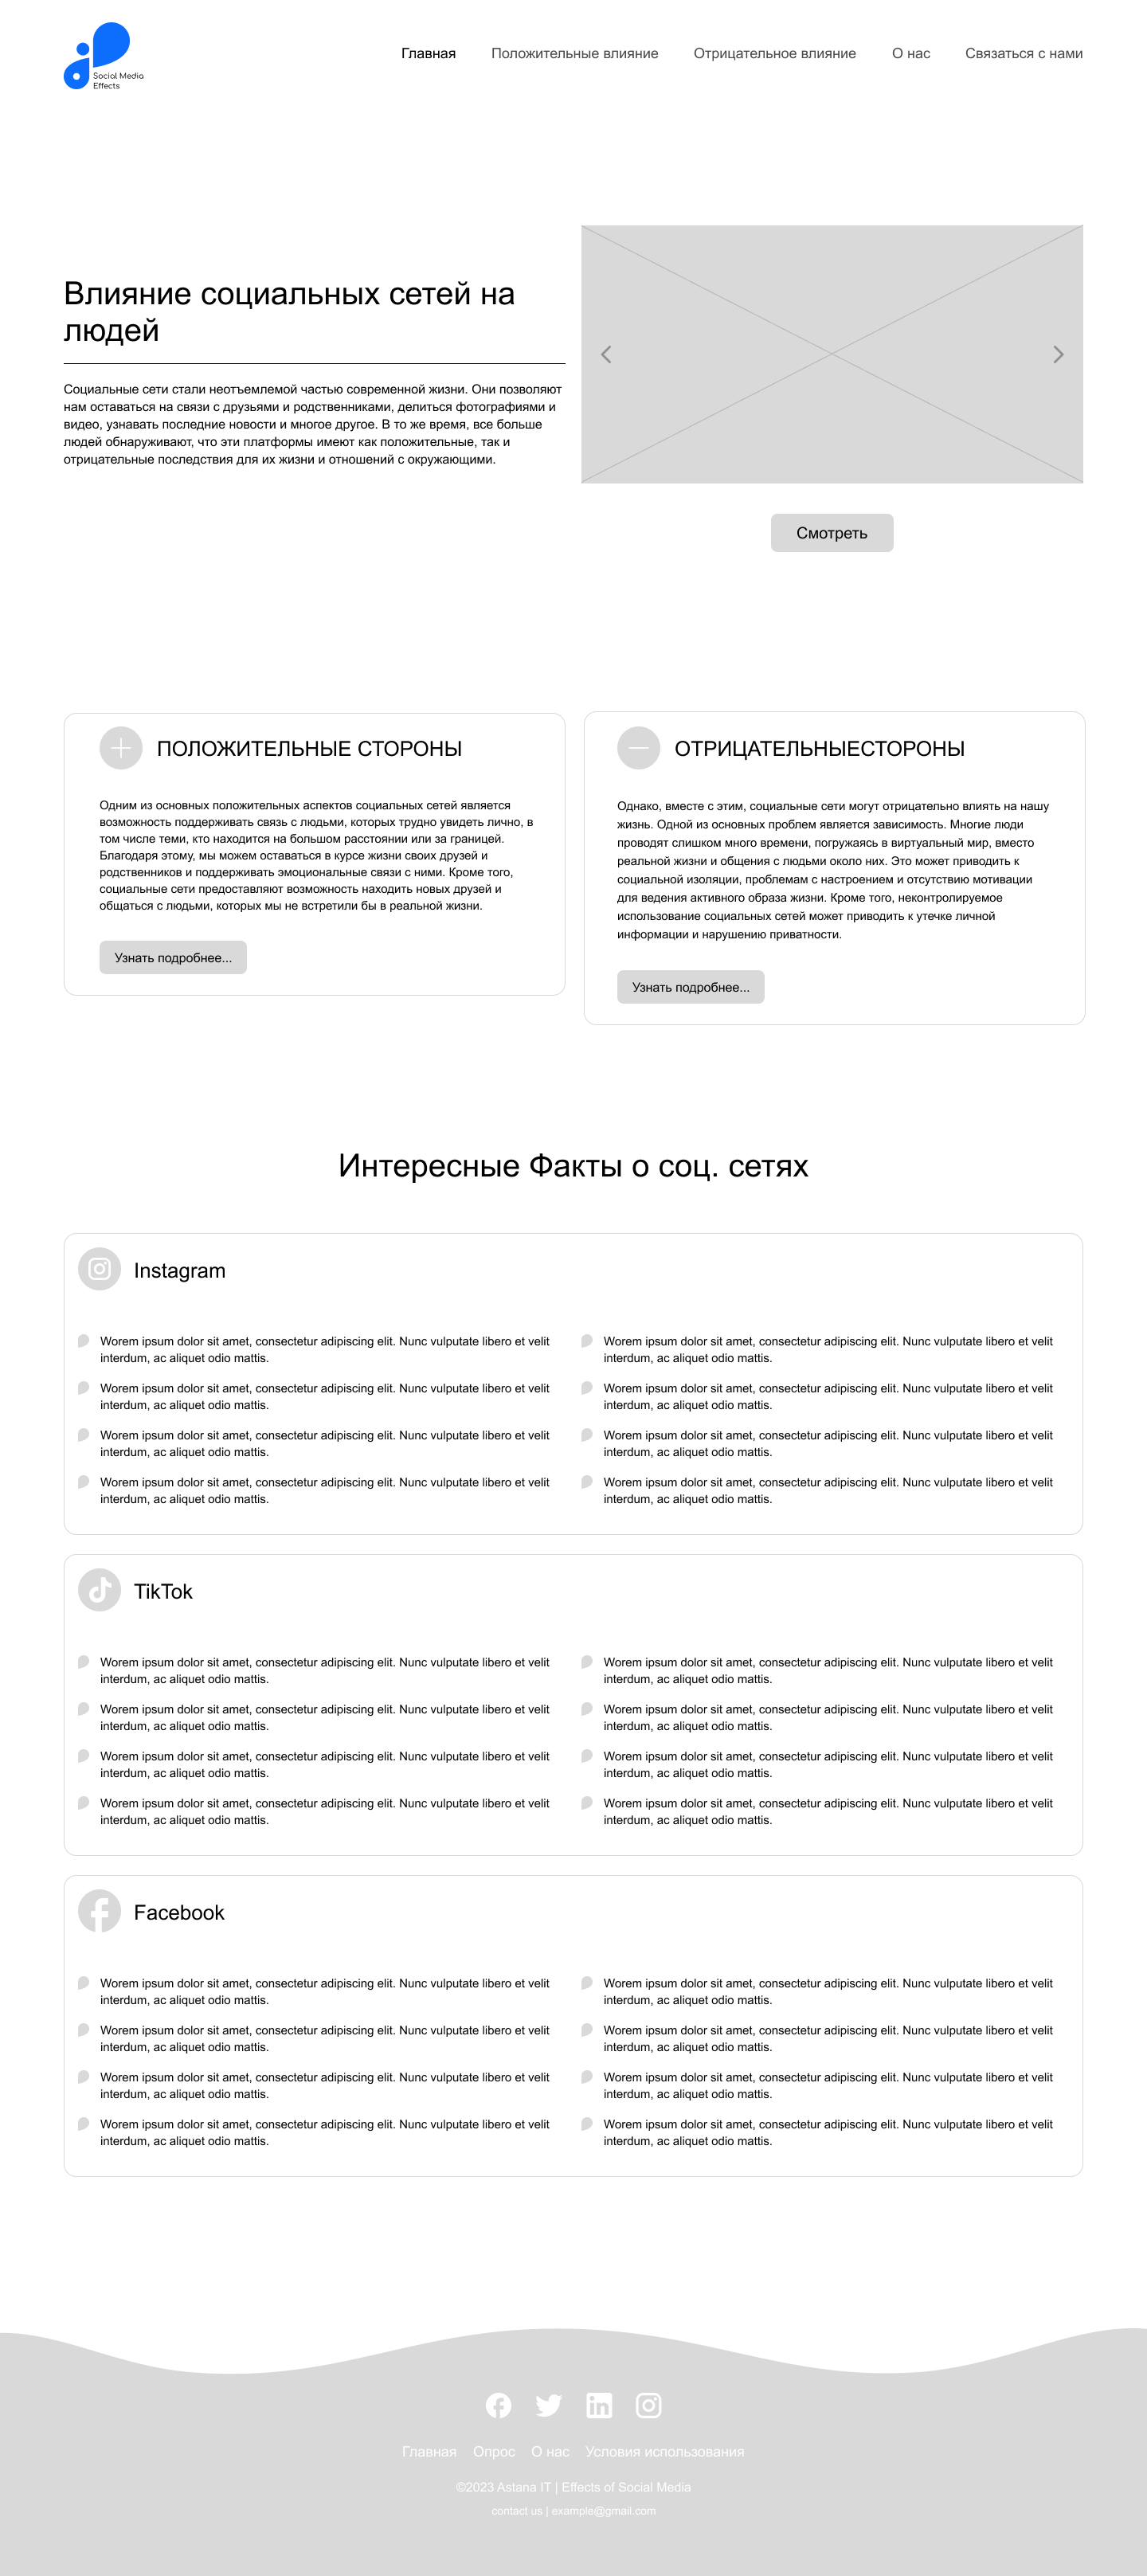 Social Media
Effects
Главная
Положительные влияние
Отрицательное влияние
О нас
Связаться с нами
Влияние социальных сетей на
людей
Социальные сети стали неотъемлемой частью современной жизни. Они позволяют
нам оставаться на связи с друзьями и родственниками, делиться фотографиями и
видео, узнавать последние новости и многое другое. В то же время, все больше
людей обнаруживают, что эти платформы имеют как положительные, так и
отрицательные последствия для их жизни и отношений с окружающими.
Смотреть
ПОЛОЖИТЕЛЬНЫЕ СТОРОНЫ
Одним из основных положительных аспектов социальных сетей является
возможность поддерживать связь с людьми, которых трудно увидеть лично, в
том числе теми, кто находится на большом расстоянии или за границей.
Благодаря этому, мы можем оставаться в курсе жизни своих друзей и
родственников и поддерживать эмоциональные связи с ними. Кроме того,
социальные сети предоставляют возможность находить новых друзей и
общаться с людьми, которых мы не встретили бы в реальной жизни.
Узнать подробнее...
ОТРИЦАТЕЛЬНЫЕСТОРОНЫ
Однако, вместе с этим, социальные сети могут отрицательно влиять на нашу
жизнь. Одной из основных проблем является зависимость. Многие люди
проводят слишком много времени, погружаясь в виртуальный мир, вместо
реальной жизни и общения с людьми около них. Это может приводить к
социальной изоляции, проблемам с настроением и отсутствию мотивации
для ведения активного образа жизни. Кроме того, неконтролируемое
использование социальных сетей может приводить к утечке личной
информации и нарушению приватности.
Узнать подробнее...
Интересные Факты о соц. сетях
Instagram
Worem ipsum dolor sit amet, consectetur adipiscing elit. Nunc vulputate libero et velit
interdum, ac aliquet odio mattis.
Worem ipsum dolor sit amet, consectetur adipiscing elit. Nunc vulputate libero et velit
interdum, ac aliquet odio mattis.
Worem ipsum dolor sit amet, consectetur adipiscing elit. Nunc vulputate libero et velit
interdum, ac aliquet odio mattis.
Worem ipsum dolor sit amet, consectetur adipiscing elit. Nunc vulputate libero et velit
interdum, ac aliquet odio mattis.
Worem ipsum dolor sit amet, consectetur adipiscing elit. Nunc vulputate libero et velit
interdum, ac aliquet odio mattis.
Worem ipsum dolor sit amet, consectetur adipiscing elit. Nunc vulputate libero et velit
interdum, ac aliquet odio mattis.
Worem ipsum dolor sit amet, consectetur adipiscing elit. Nunc vulputate libero et velit
interdum, ac aliquet odio mattis.
Worem ipsum dolor sit amet, consectetur adipiscing elit. Nunc vulputate libero et velit
interdum, ac aliquet odio mattis.
TikTok
Worem ipsum dolor sit amet, consectetur adipiscing elit. Nunc vulputate libero et velit
interdum, ac aliquet odio mattis.
Worem ipsum dolor sit amet, consectetur adipiscing elit. Nunc vulputate libero et velit
interdum, ac aliquet odio mattis.
Worem ipsum dolor sit amet, consectetur adipiscing elit. Nunc vulputate libero et velit
interdum, ac aliquet odio mattis.
Worem ipsum dolor sit amet, consectetur adipiscing elit. Nunc vulputate libero et velit
interdum, ac aliquet odio mattis.
Worem ipsum dolor sit amet, consectetur adipiscing elit. Nunc vulputate libero et velit
interdum, ac aliquet odio mattis.
Worem ipsum dolor sit amet, consectetur adipiscing elit. Nunc vulputate libero et velit
interdum, ac aliquet odio mattis.
Worem ipsum dolor sit amet, consectetur adipiscing elit. Nunc vulputate libero et velit
interdum, ac aliquet odio mattis.
Worem ipsum dolor sit amet, consectetur adipiscing elit. Nunc vulputate libero et velit
interdum, ac aliquet odio mattis.
Facebook
Worem ipsum dolor sit amet, consectetur adipiscing elit. Nunc vulputate libero et velit
interdum, ac aliquet odio mattis.
Worem ipsum dolor sit amet, consectetur adipiscing elit. Nunc vulputate libero et velit
interdum, ac aliquet odio mattis.
Worem ipsum dolor sit amet, consectetur adipiscing elit. Nunc vulputate libero et velit
interdum, ac aliquet odio mattis.
Worem ipsum dolor sit amet, consectetur adipiscing elit. Nunc vulputate libero et velit
interdum, ac aliquet odio mattis.
Worem ipsum dolor sit amet, consectetur adipiscing elit. Nunc vulputate libero et velit
interdum, ac aliquet odio mattis.
Worem ipsum dolor sit amet, consectetur adipiscing elit. Nunc vulputate libero et velit
interdum, ac aliquet odio mattis.
Worem ipsum dolor sit amet, consectetur adipiscing elit. Nunc vulputate libero et velit
interdum, ac aliquet odio mattis.
Worem ipsum dolor sit amet, consectetur adipiscing elit. Nunc vulputate libero et velit
interdum, ac aliquet odio mattis.
Главная Опрос О нас Условия использования
©2023 Astana IT | Effects of Social Media
contact us | example@gmail.com